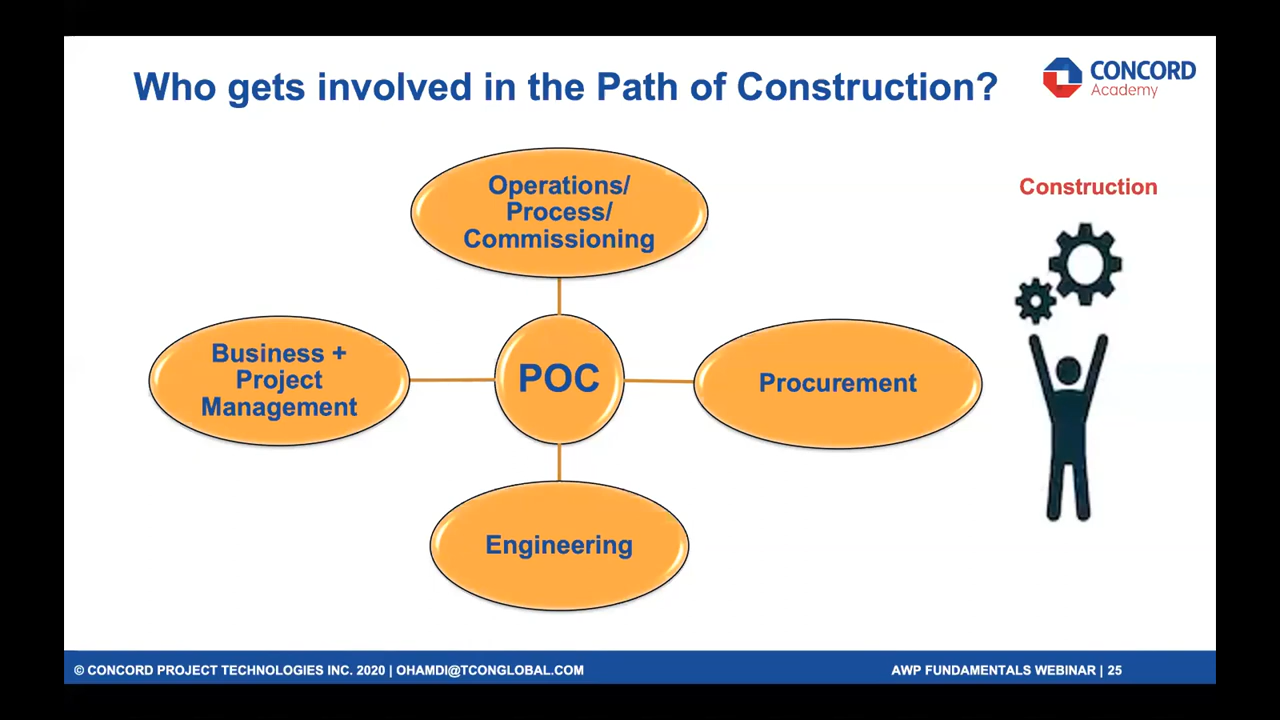 Who gets involved in the Path of Construction?
CONCORD
Academy
Operations/
Process/
Commissioning
Construction
Business +
Project
Management
POC
Procurement
Engineering
© CONCORD PROJECT TECHNOLOGIES INC. 2020 | OHAMDI@TCONGLOBAL.COM
AWP FUNDAMENTALS WEBINAR | 25